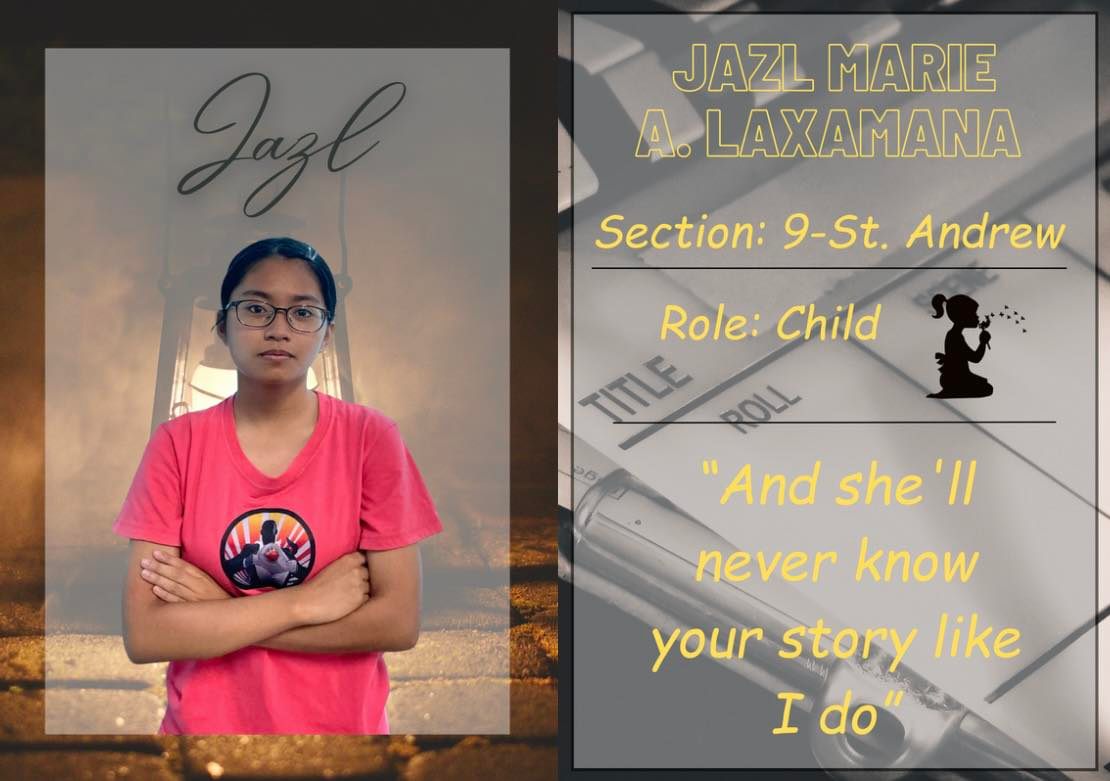 Jazl
JAZL MARIE
A. LAXAMANA
Section: 9-St. Andrew
Role: Child
TITLE
ROLL
“And she'll
never know
your story like
I do”